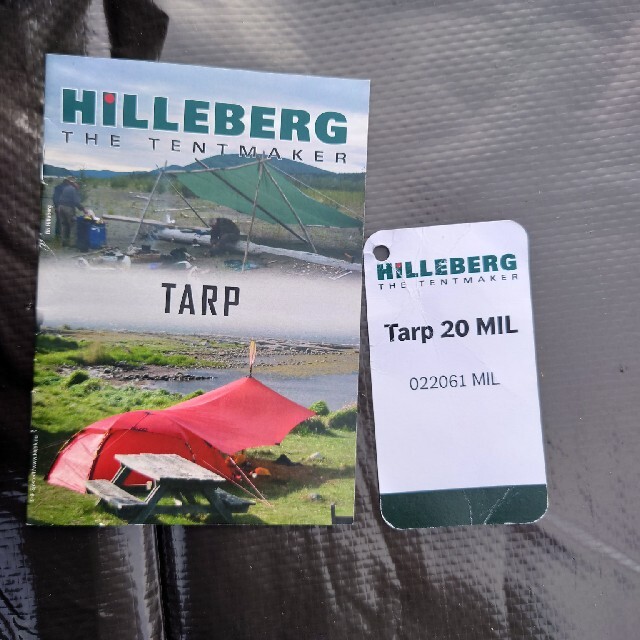 HILLEBERG
THE TENTMAKER
TARP
HILLEBERG
THE TENTMAKER
Tarp 20 MIL
022061 MIL